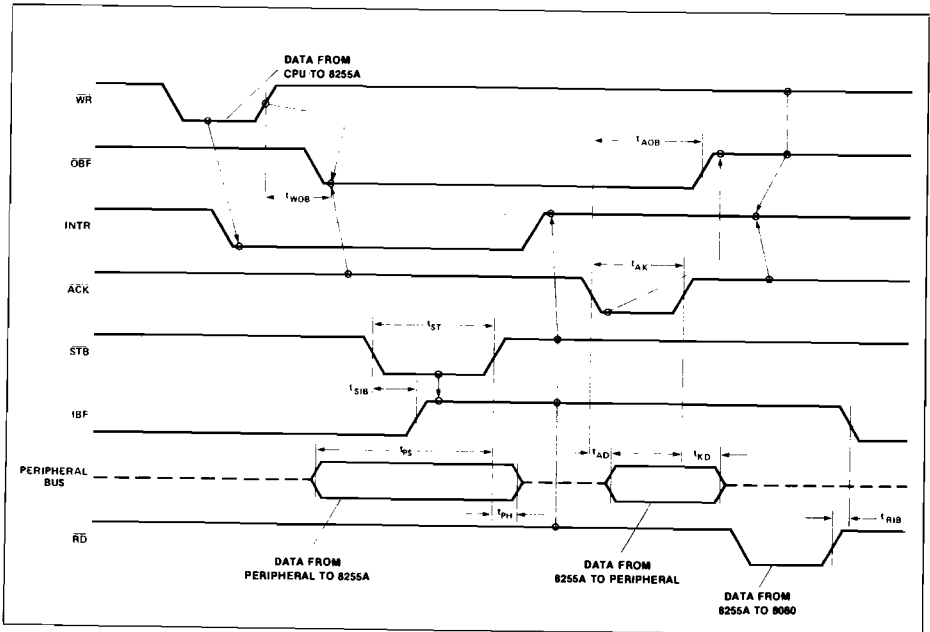 DATA FROM
CPU TO 8255A
WR
tAOB
OBF
tWOB
INTR
tAK
ACK
tST
STB
tSIB
IBF
tPS
tAD
tKD
PERIPHERAL
BUS
tPH
tRIB
RD
DATA FROM
PERIPHERAL TO 8255A
DATA FROM
8255A TO PERIPHERAL
DATA FROM
8255A TO 8080